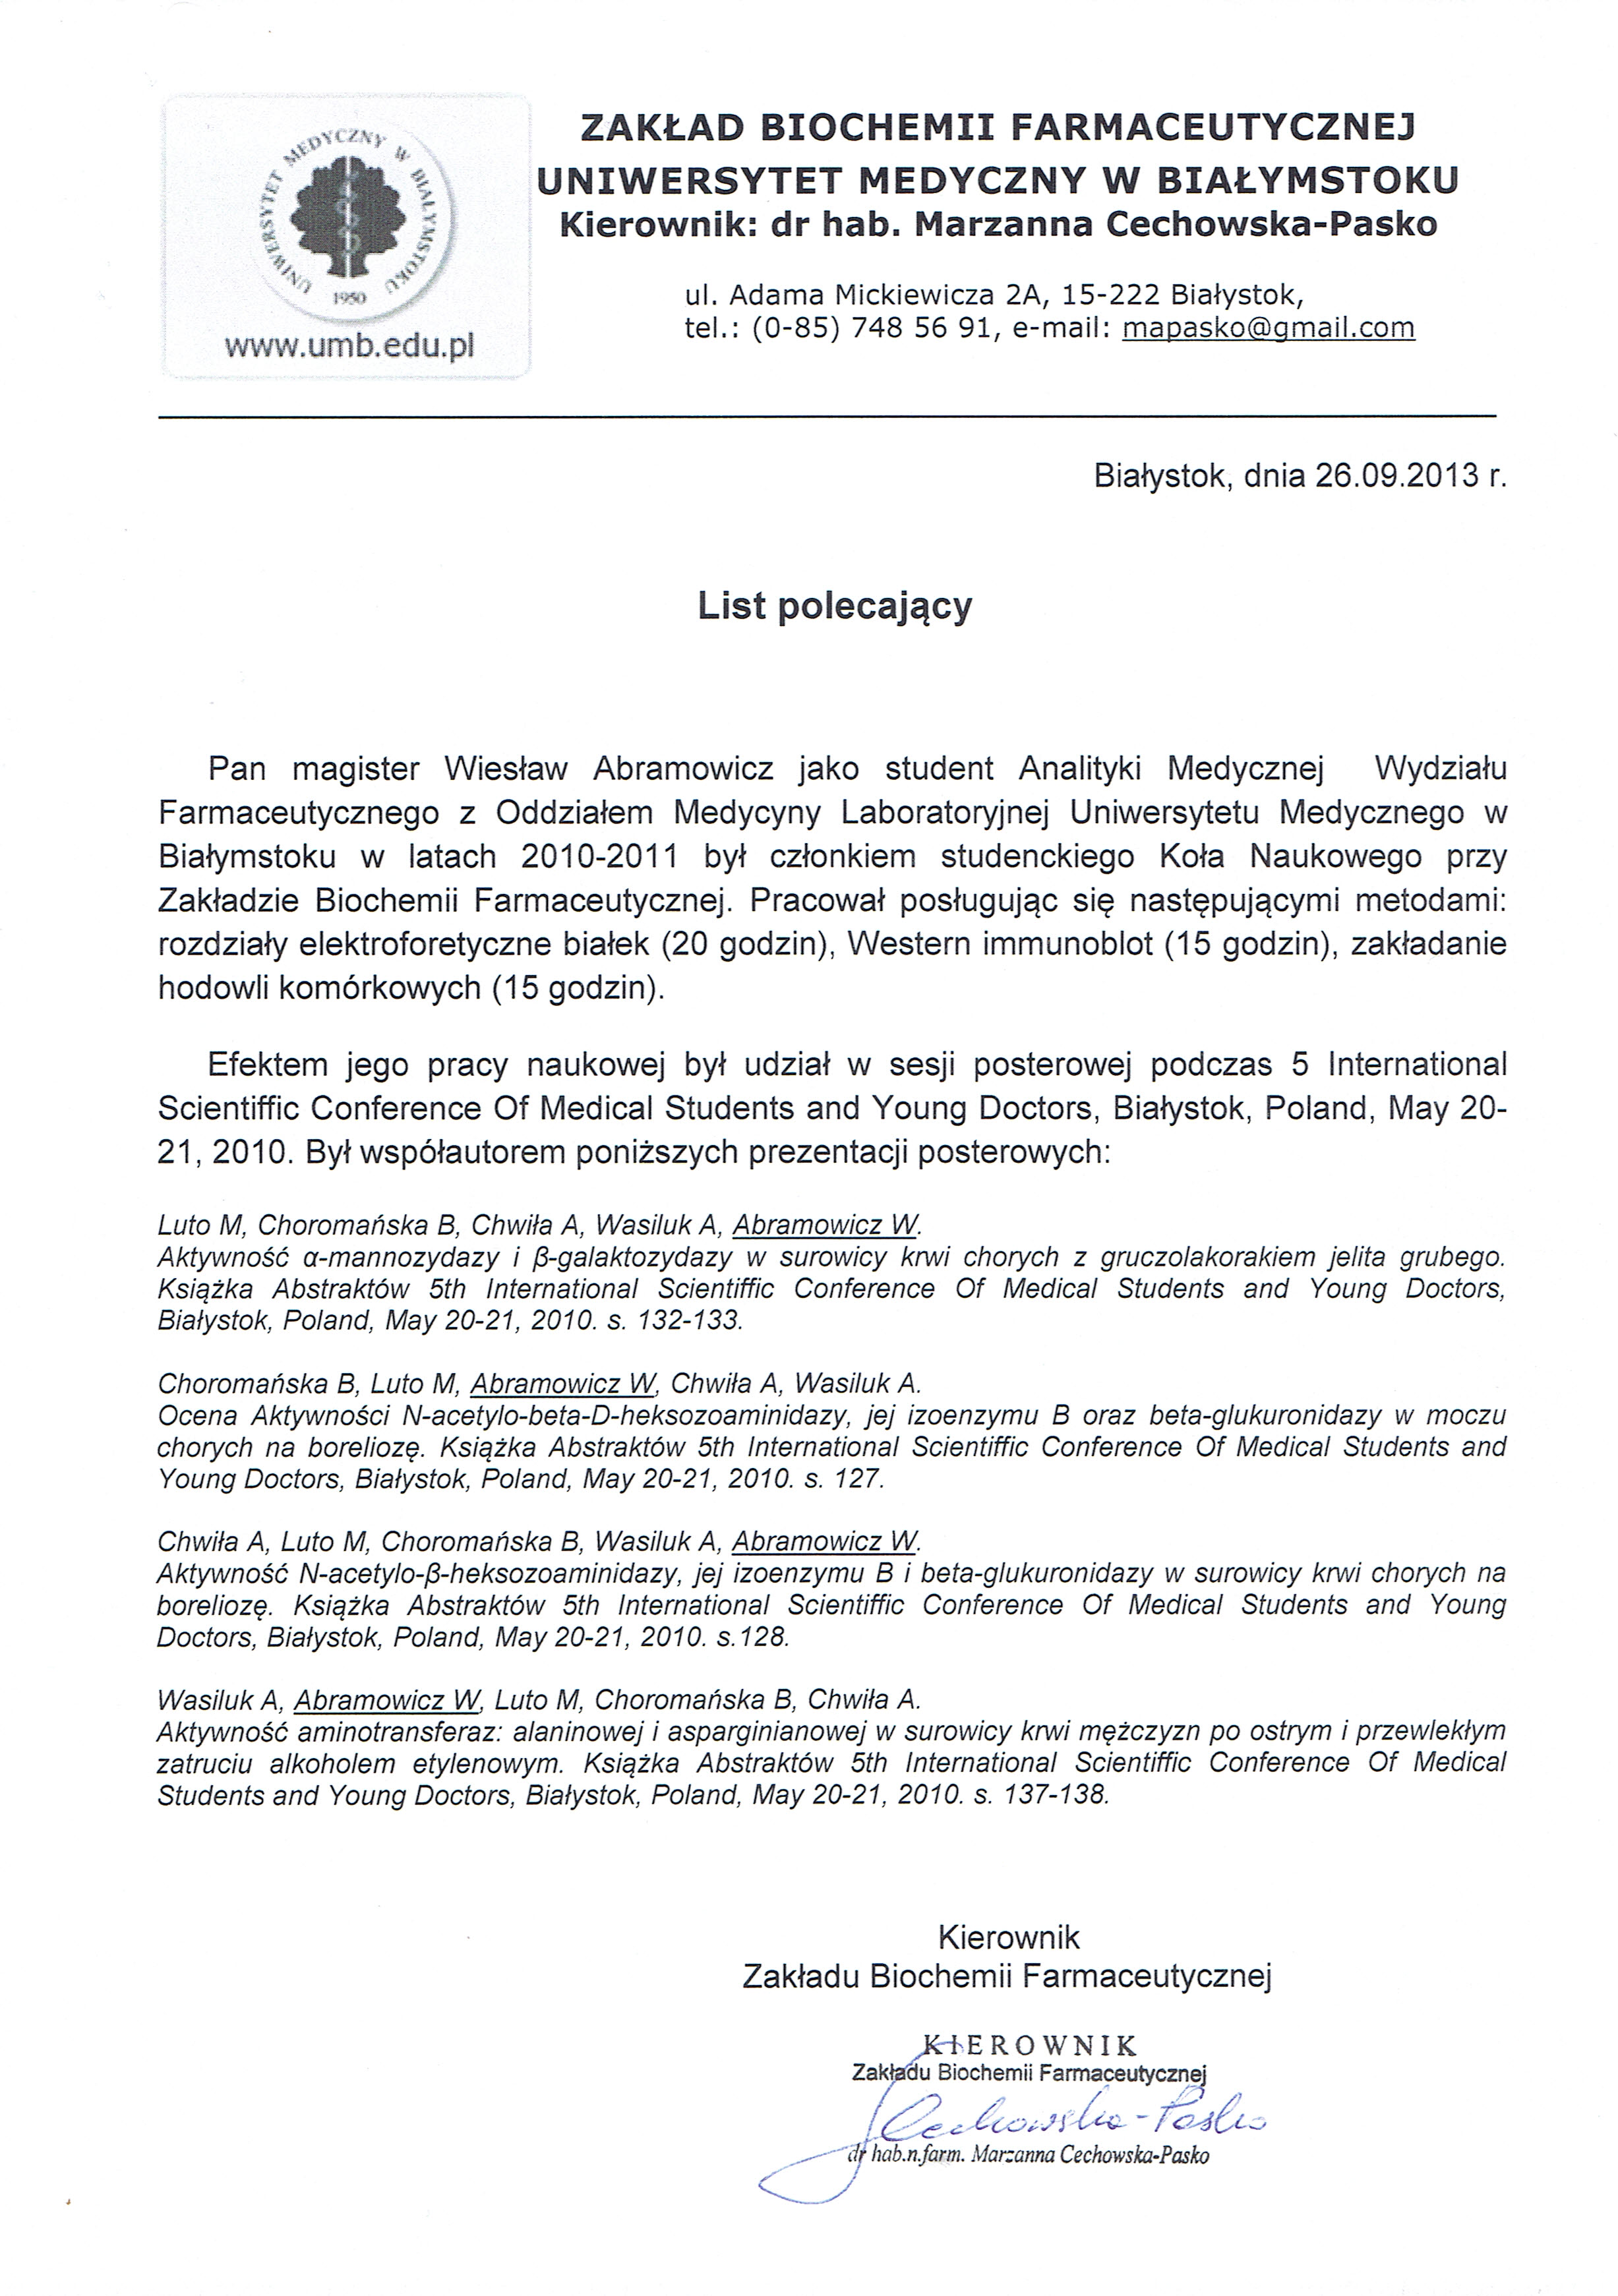 UNIWERSYTET MEDYCZNY W BIAŁYMSTOKU
1950
www.umb.edu.pl
ZAKŁAD BIOCHEMII FARMACEUTYCZNEJ
UNIWERSYTET MEDYCZNY W BIAŁYMSTOKU
Kierownik: dr hab. Marzanna Cechowska-Pasko
ul. Adama Mickiewicza 2A, 15-222 Białystok,
tel.: (0-85) 748 56 91, e-mail: mapasko@gmail.com
Białystok, dnia 26.09.2013 r.
List polecający
Pan magister Wiesław Abramowicz jako student Analityki Medycznej Wydziału
Farmaceutycznego z Oddziałem Medycyny Laboratoryjnej Uniwersytetu Medycznego w
Białymstoku w latach 2010-2011 był członkiem studenckiego Koła Naukowego przy
Zakładzie Biochemii Farmaceutycznej. Pracował posługując się następującymi metodami:
rozdziały elektroforetyczne białek (20 godzin), Western immunoblot (15 godzin), zakładanie
hodowli komórkowych (15 godzin).
Efektem jego pracy naukowej był udział w sesji posterowej podczas 5 International
Scientiffic Conference Of Medical Students and Young Doctors, Białystok, Poland, May 20-
21, 2010. Był współautorem poniższych prezentacji posterowych:
Luto M, Choromańska B, Chwiła A, Wasiluk A, Abramowicz W.
Aktywność α-mannozydazy i β-galaktozydazy w surowicy krwi chorych z gruczolakorakiem jelita grubego.
Książka Abstraktów 5th International Scientiffic Conference Of Medical Students and Young Doctors,
Białystok, Poland, May 20-21, 2010. s. 132-133.
Choromańska B, Luto M, Abramowicz W, Chwiła A, Wasiluk A.
Ocena Aktywności N-acetylo-beta-D-heksozoaminidazy, jej izoenzymu B oraz beta-glukuronidazy w moczu
chorych na boreliozę. Książka Abstraktów 5th International Scientiffic Conference Of Medical Students and
Young Doctors, Białystok, Poland, May 20-21, 2010. s. 127.
Chwiła A, Luto M, Choromańska B, Wasiluk A, Abramowicz W.
Aktywność N-acetylo-β-heksozoaminidazy, jej izoenzymu B i beta-glukuronidazy w surowicy krwi chorych na
boreliozę. Książka Abstraktów 5th International Scientiffic Conference Of Medical Students and Young
Doctors, Białystok, Poland, May 20-21, 2010. s.128.
Wasiluk A, Abramowicz W, Luto M, Choromańska B, Chwiła A.
Aktywność aminotransferaz: alaninowej i asparginianowej w surowicy krwi mężczyzn po ostrym i przewlekłym
zatruciu alkoholem etylenowym. Książka Abstraktów 5th International Scientiffic Conference Of Medical
Students and Young Doctors, Białystok, Poland, May 20-21, 2010. s. 137-138.
Kierownik
Zakładu Biochemii Farmaceutycznej
KIEROWNIK
Zakładu Biochemii Farmaceutycznej
Cechowska-Pasko
dr hab.n.farm. Marzanna Cechowska-Pasko